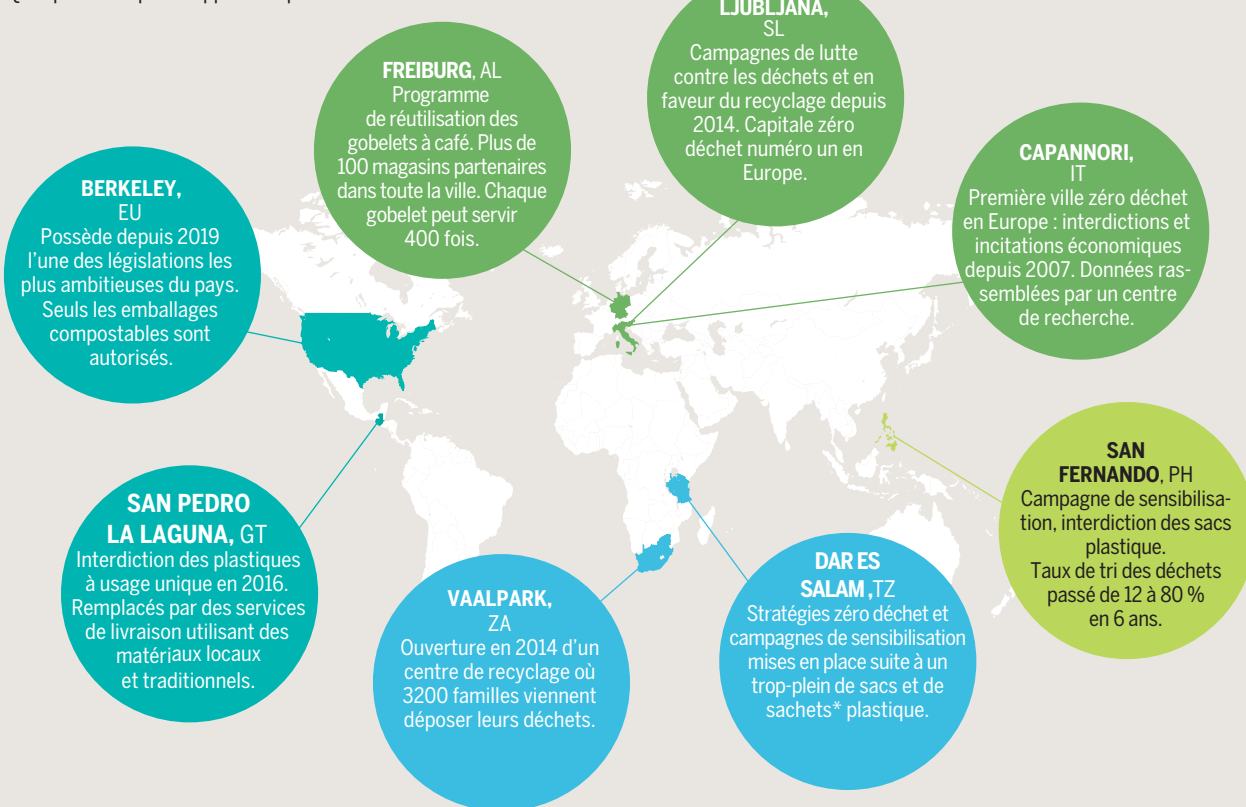 LJUBLJANA,
SL
Campagnes de lutte
contre les déchets et en
faveur du recyclage depuis
2014. Capitale zéro
déchet numéro un en
Europe.
FREIBURG, AL
Programme
de réutilisation des
gobelets à café. Plus de
100 magasins partenaires
dans toute la ville. Chaque
gobelet peut servir
400 fois.
CAPANNORI,
IT
Première ville zéro déchet
en Europe : interdictions et
incitations économiques
depuis 2007. Données ras-
semblées par un centre
de recherche.
BERKELEY,
EU
Possède depuis 2019
l'une des législations les
plus ambitieuses du pays.
Seuls les emballages
compostables sont
autorisés.
SAN
FERNANDO, PH
Campagne de sensibilisa-
tion, interdiction des sacs
plastique.
Taux de tri des déchets
passé de 12 à 80 %
en 6 ans.
SAN PEDRO
LA LAGUNA, GT
Interdiction des plastiques
à usage unique en 2016.
Remplacés par des services
de livraison utilisant des
matériaux locaux
et traditionnels.
VAALPARK,
ZA
Ouverture en 2014 d'un
centre de recyclage où
3200 familles viennent
déposer leurs déchets.
DAR ES
SALAM ,TZ
Stratégies zéro déchet et
campagnes de sensibilisation
mises en place suite à un
trop-plein de sacs et de
sachets* plastique.